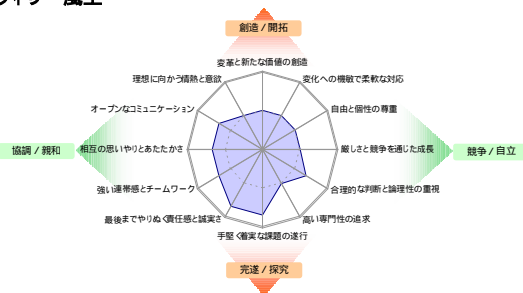 創造 / 開拓
変革と新たな価値の創造
理想に向かう情熱と意欲
変化への機敏で柔軟な対応
オープンなコミュニケーション
自由と個性の尊重
協調 / 親和
相互の思いやりとあたたかさ
厳しさと競争を通じた成長
競争 / 自立
強い連帯感とチームワーク
合理的な判断と論理性の重視
最後までやりぬく責任感と誠実さ
高い専門性の追求
手堅く着実な課題の遂行
完遂 / 探究